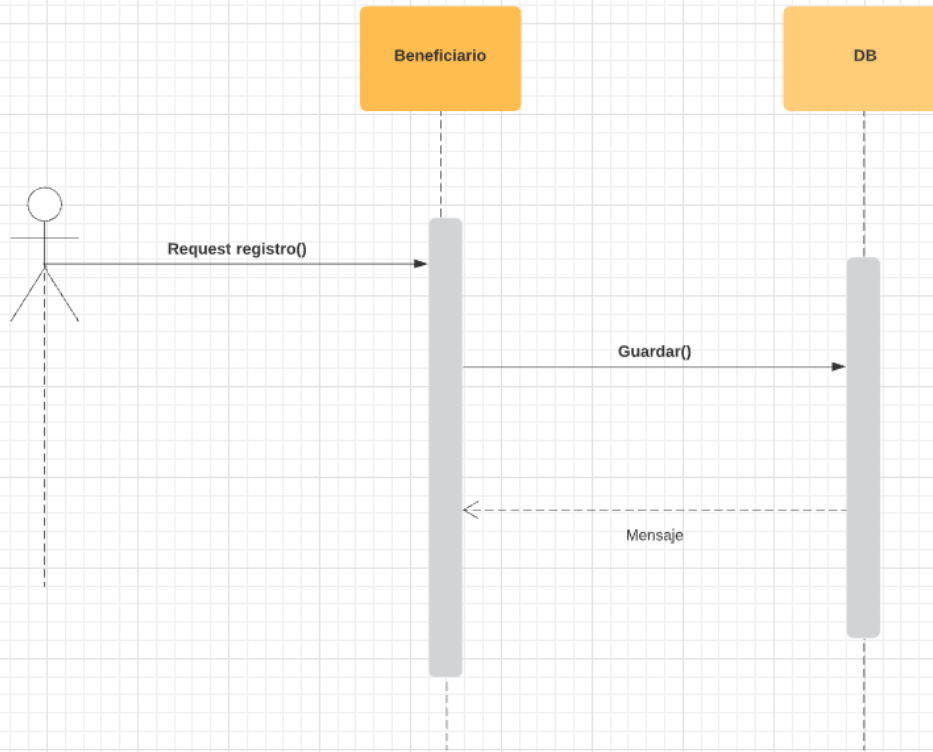 Beneficiario
DB
Request registro()
Guardar()
Mensaje